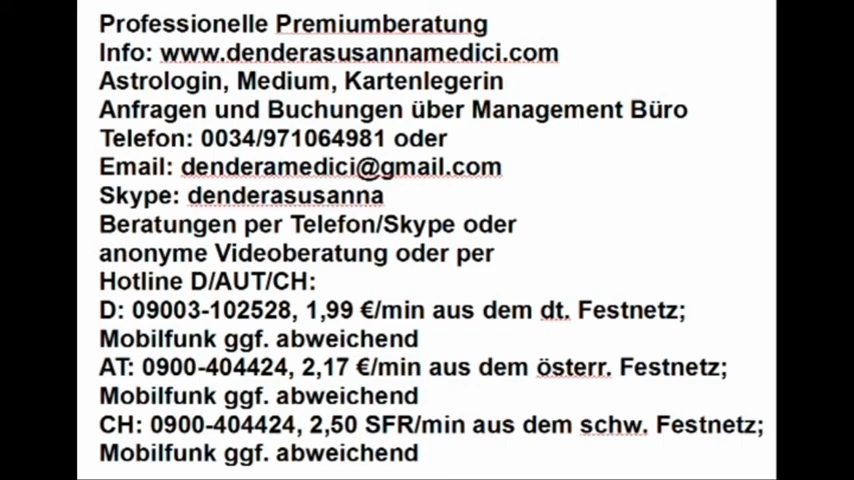 Professionelle Premiumberatung
Info: www.denderasusannamedici.com
Astrologin, Medium, Kartenlegerin
Anfragen und Buchungen über Management Büro
Telefon: 0034/971064981 oder
Email: denderamedici@gmail.com
Skype: denderasusanna
Beratungen per Telefon/Skype oder
anonyme Videoberatung oder per
Hotline D/AUT/CH:
D: 09003-102528, 1,99 €/min aus dem dt. Festnetz;
Mobilfunk ggf. abweichend
AT: 0900-404424, 2,17 €/min aus dem österr. Festnetz;
Mobilfunk ggf. abweichend
CH: 0900-404424, 2,50 SFR/min aus dem schw. Festnetz;
Mobilfunk ggf. abweichend